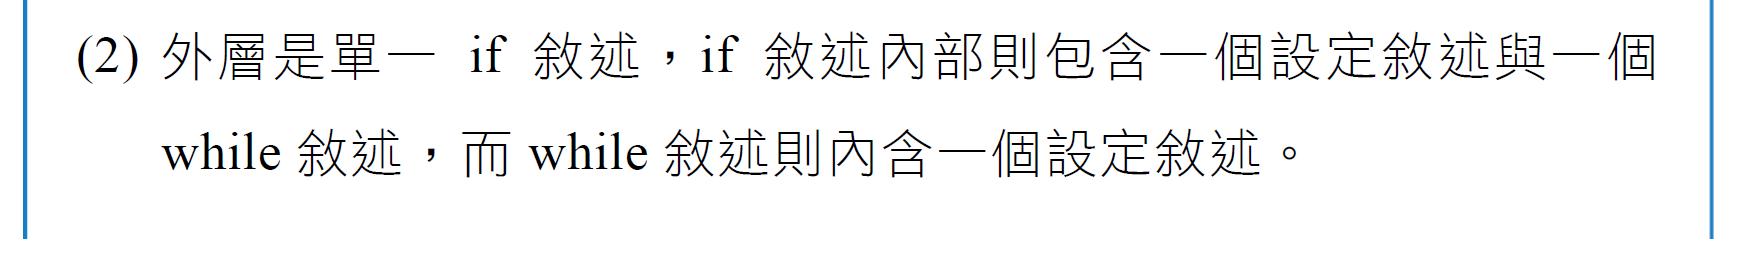 (2) 外層是單一 if 敘述，if 敘述內部則包含一個設定敘述與一個
while 敘述，而 while 敘述則內含一個設定敘述。